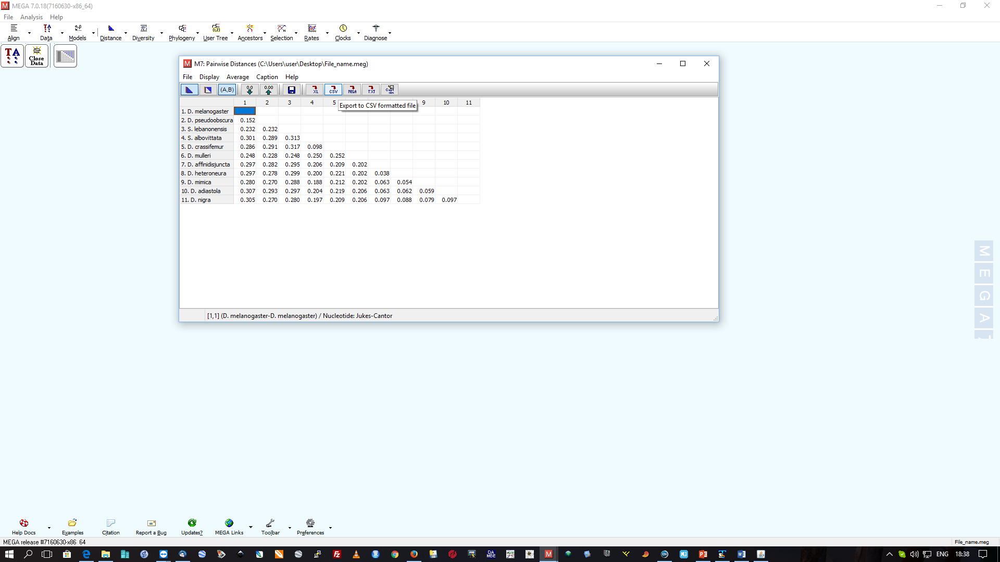 MEGA 7.0.18(7160630-x86_64)
File Analysis Help
Align Data Models Distance Diversity Phylogeny User Tree Ancestors Selection Rates Clocks Diagnose
TA
TA Close Data
M7: Pairwise Distances (C:\Users\user\Desktop\File_name.meg)
File Display Average Caption Help
(A,B) 0.0 0.00 XL CSV MEGA TXT Capt ion
1 2 3 4 5 9 10 11
Export to CSV formatted file
1. D. melanogaster
2. D. pseudoobscura 0.152
3. S. lebanonensis 0.232 0.232
4. S. albovittata 0.301 0.289 0.313
5. D. crassifemur 0.286 0.291 0.317 0.098
6. D. mulleri 0.248 0.228 0.248 0.250 0.252
7. D. affinidisjuncta 0.297 0.282 0.295 0.206 0.209 0.202
8. D. heteroneura 0.297 0.278 0.299 0.200 0.221 0.202 0.038
9. D. mimica 0.280 0.270 0.288 0.188 0.212 0.202 0.063 0.054
10. D. adiastola 0.307 0.293 0.297 0.204 0.219 0.206 0.063 0.062 0.059
11. D. nigra 0.305 0.270 0.280 0.197 0.209 0.206 0.097 0.088 0.079 0.097
[1,1] (D. melanogaster-D. melanogaster) / Nucleotide: Jukes-Cantor
MEGA
Help Docs Examples Citation Report a Bug Updates? MEGA Links Toolbar Preferences
MEGA release #7160630-x86 64
File_name.meg
DA MBE
ENG 18:38